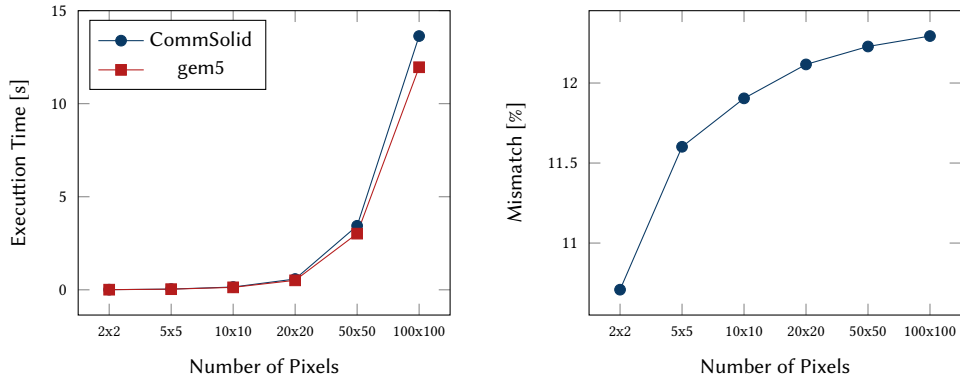 15
10
5
0
Executtion Time [s]
CommSolid
gem5
2x2 5x5 10x10 20x20 50x50 100x100
Number of Pixels
12
11.5
11
Mismatch [%]
2x2 5x5 10x10 20x20 50x50 100x100
Number of Pixels